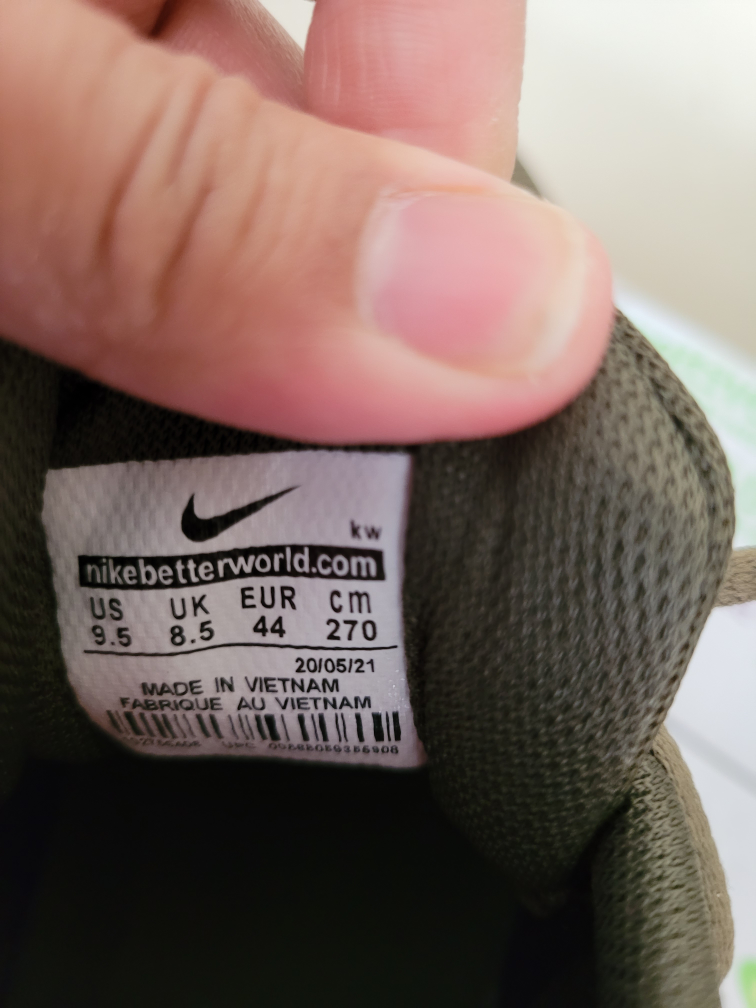 kw
nikebetterworld.com
US UK EUR cm
9.5 8.5 44 270
20/05/21
MADE IN VIETNAM
FABRIQUE AU VIETNAM
UPC